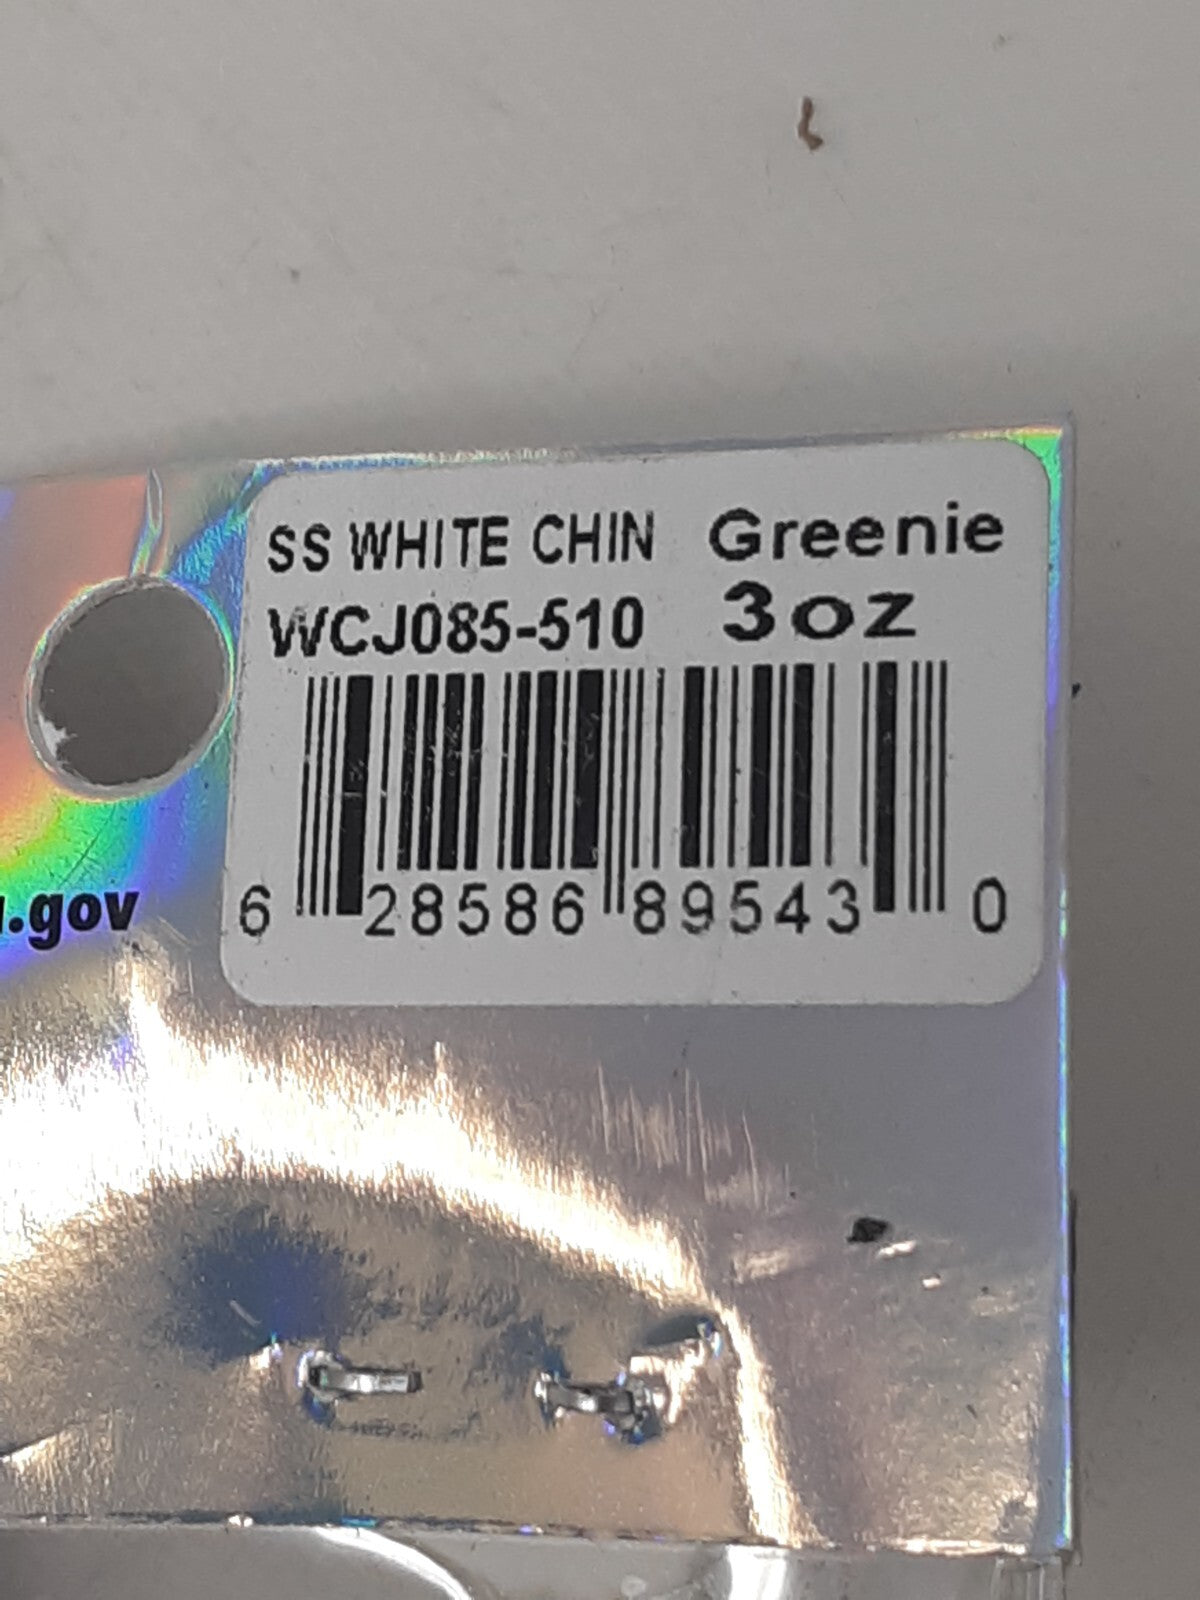 SS WHITE CHIN Greenie
WCJ085-510 3oz
6 28586 89543 0
.gov